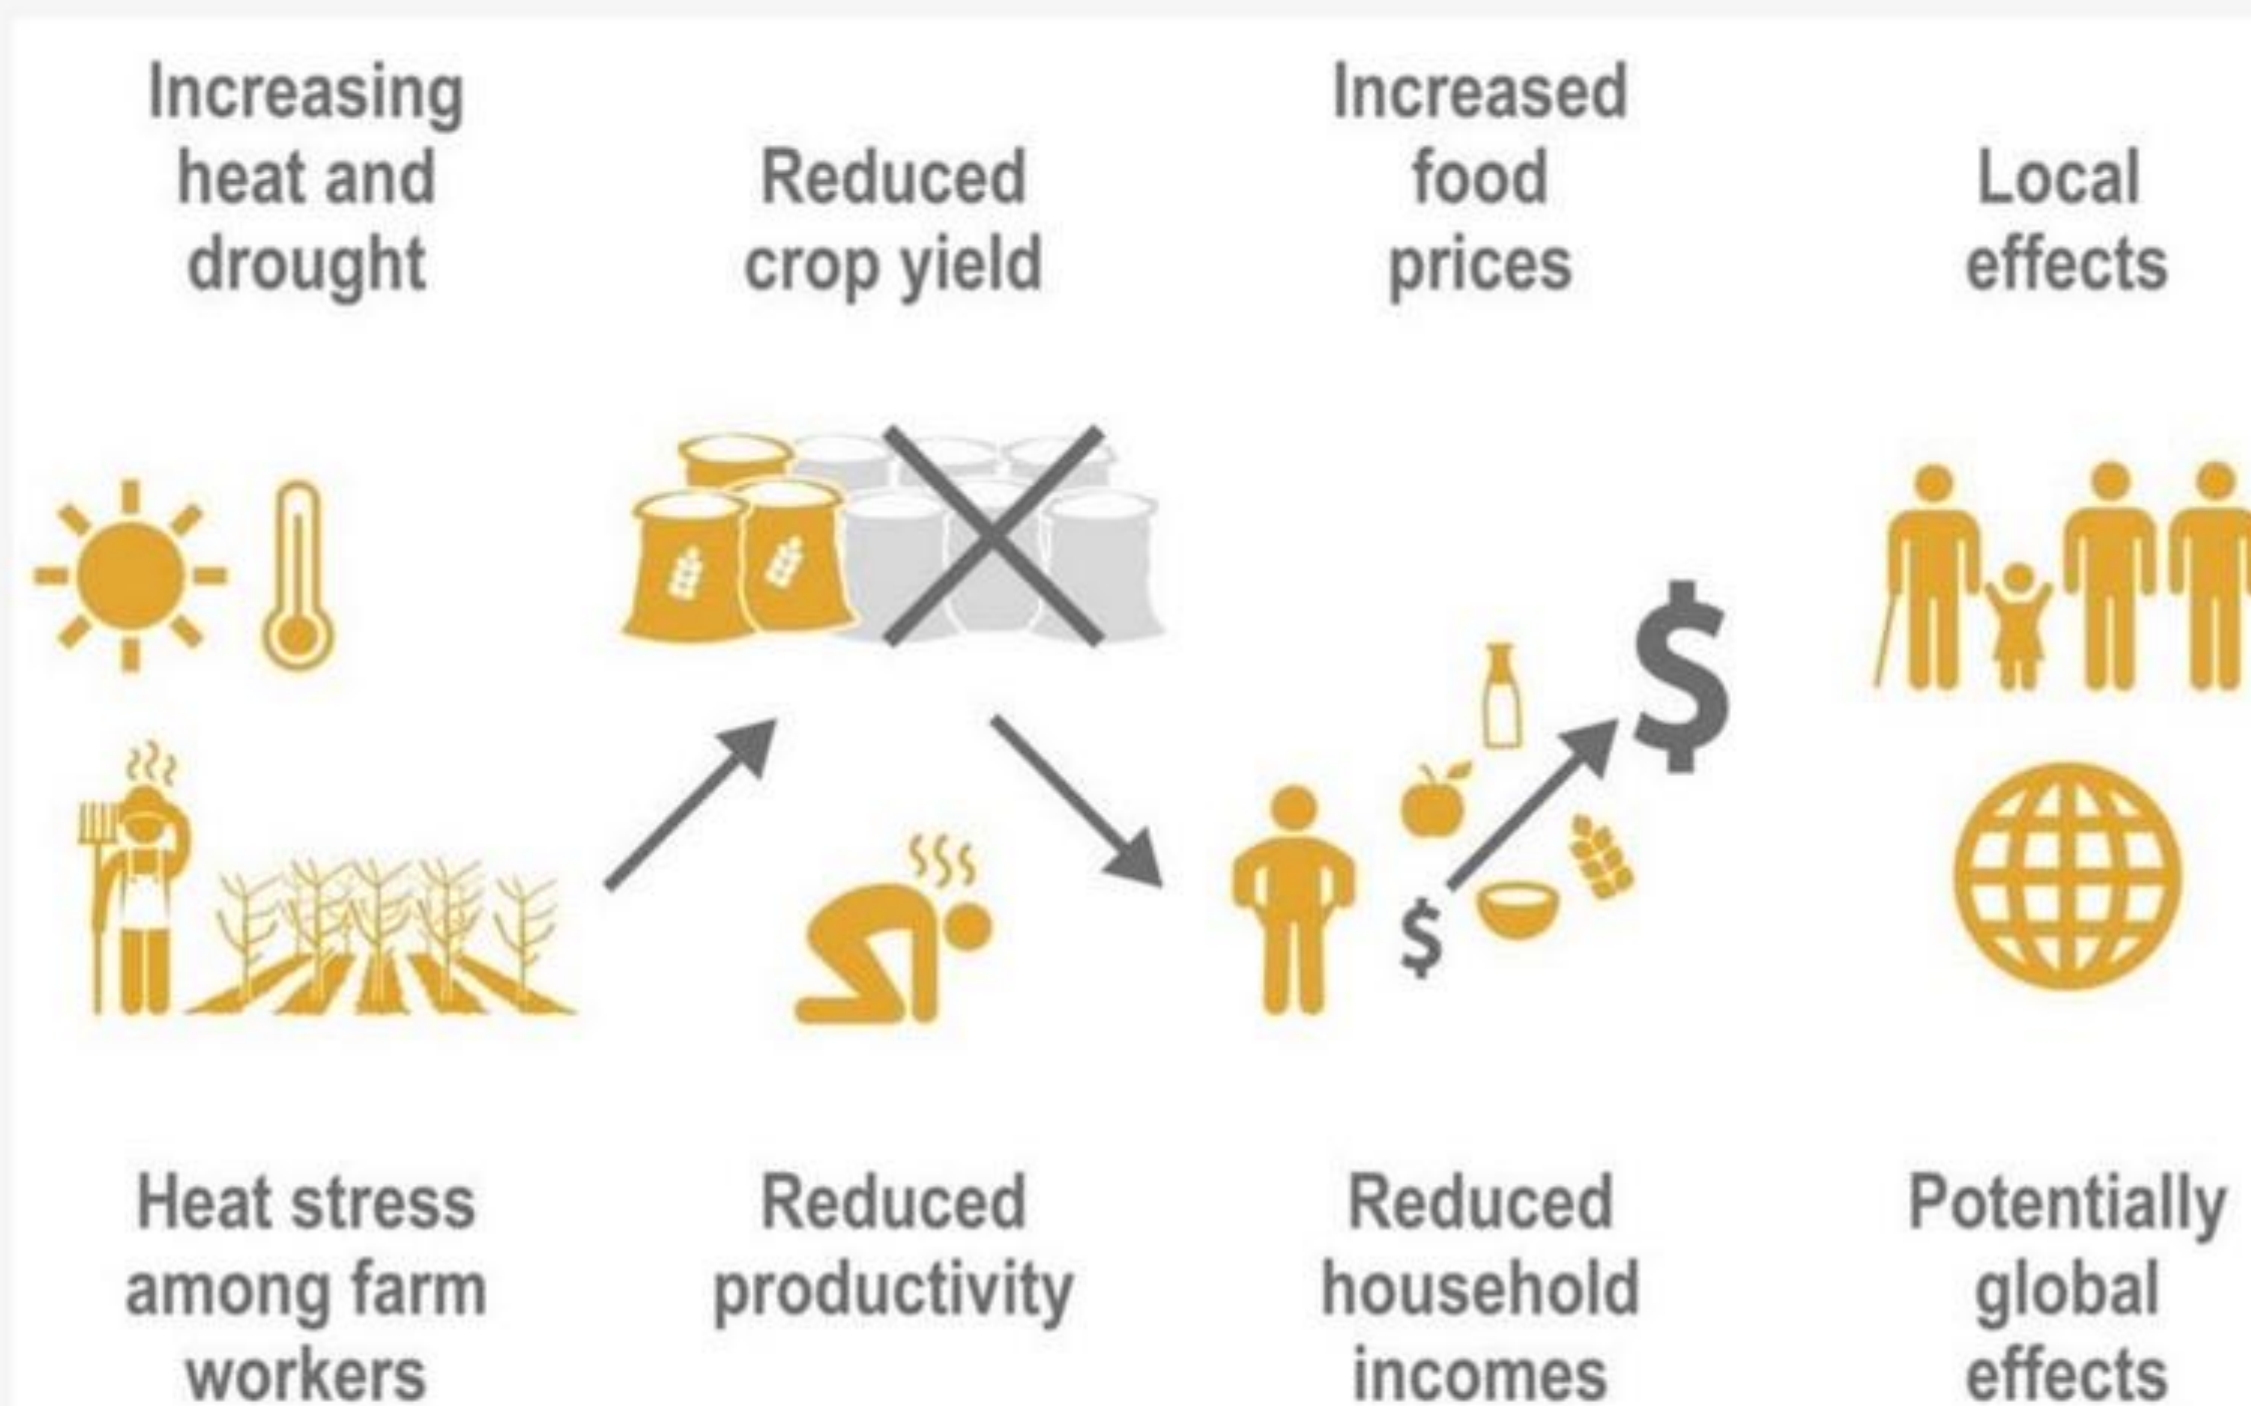 Increasing
heat and
drought
Reduced
crop yield
Increased
food
prices
Local
effects
$
$
Heat stress
among farm
workers
Reduced
productivity
Reduced
household
incomes
Potentially
global
effects